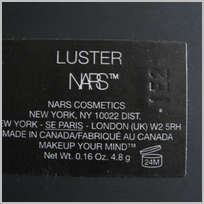 LUSTER
NARS™
NARS COSMETICS
NEW YORK, NY 10022 DIST.
EW YORK - SE PARIS - LONDON (UK) W2 5RH
MADE IN CANADA/FABRIQUÉ AU CANADA
MAKEUP YOUR MIND™
Net Wt. 0.16 Oz. 4.8 g
24M